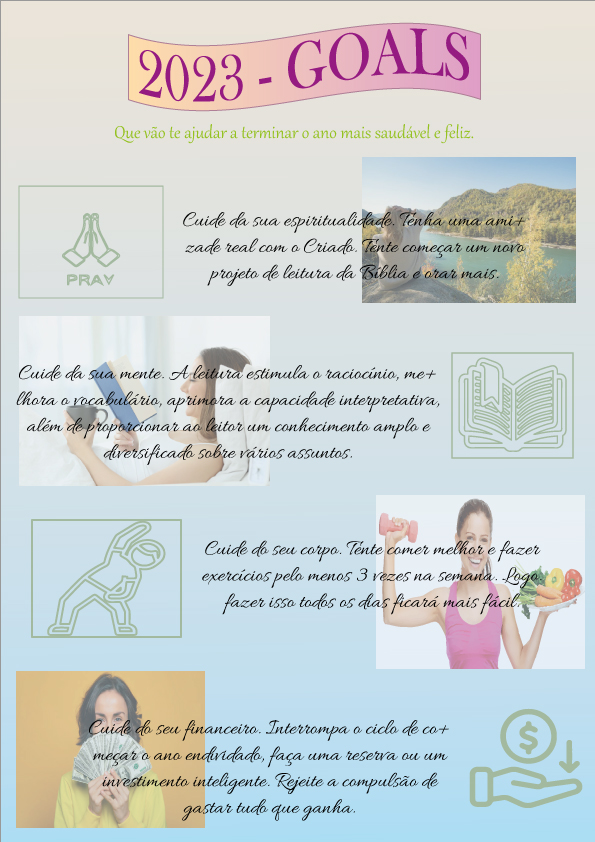 2023 - GOALS
Que vão te ajudar a terminar o ano mais saudável e feliz.
PRAY
Cuide da sua espiritualidade. Tenha uma ami+
zade real com o Criado. Tente começar um novo
projeto de leitura da Bíblia e orar mais.
Cuide da sua mente. A leitura estimula o raciocínio, me+
lhora o vocabulário, aprimora a capacidade interpretativa,
além de proporcionar ao leitor um conhecimento amplo e
diversificado sobre vários assuntos.
Cuide do seu corpo. Tente comer melhor e fazer
exercícios pelo menos 3 vezes na semana. Logo,
fazer isso todos os dias ficará mais fácil.
Cuide do seu financeiro. Interrompa o ciclo de co+
meçar o ano endividado, faça uma reserva ou um
investimento inteligente. Rejeite a compulsão de
gastar tudo que ganha.
$